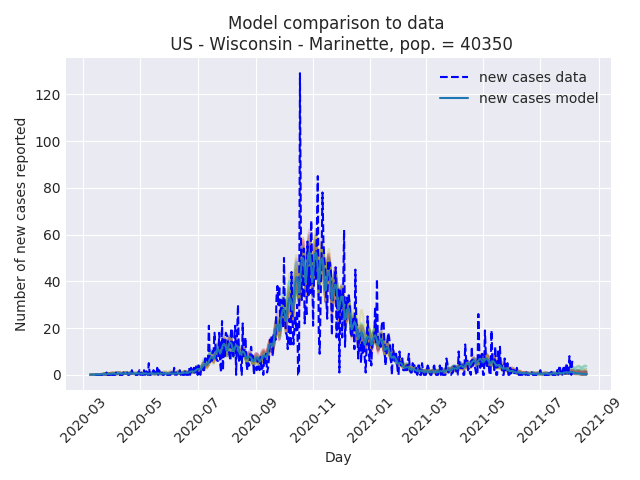 Model comparison to data
US - Wisconsin - Marinette, pop. = 40350
new cases data
new cases model
Number of new cases reported
120
100
80
60
40
20
0
2020-03
2020-05
2020-07
2020-09
2020-11
2021-01
2021-03
2021-05
2021-07
2021-09
Day